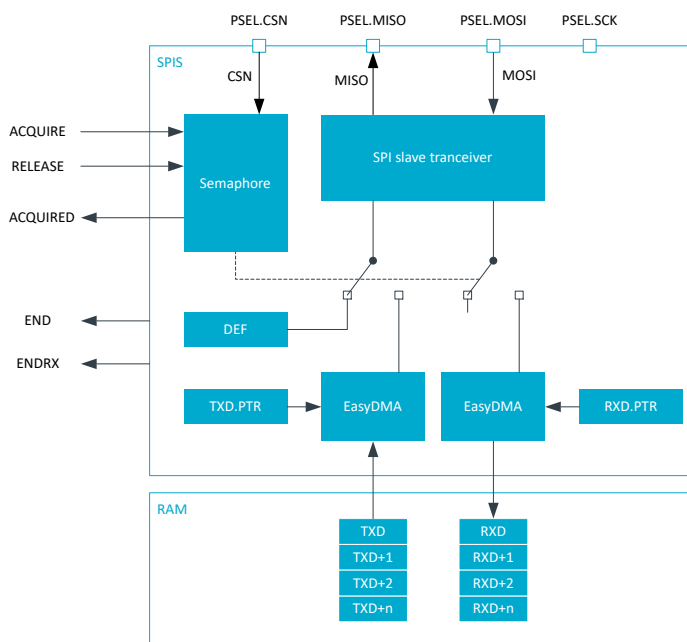 PSEL.CSN PSEL.MISO PSEL.MOSI PSEL.SCK
SPIS
CSN MISO MOSI
ACQUIRE
RELEASE
ACQUIRED
Semaphore
SPI slave tranceiver
END
ENDRX
DEF
TXD.PTR EasyDMA EasyDMA RXD.PTR
RAM
TXD RXD
TXD+1 RXD+1
TXD+2 RXD+2
TXD+n RXD+n